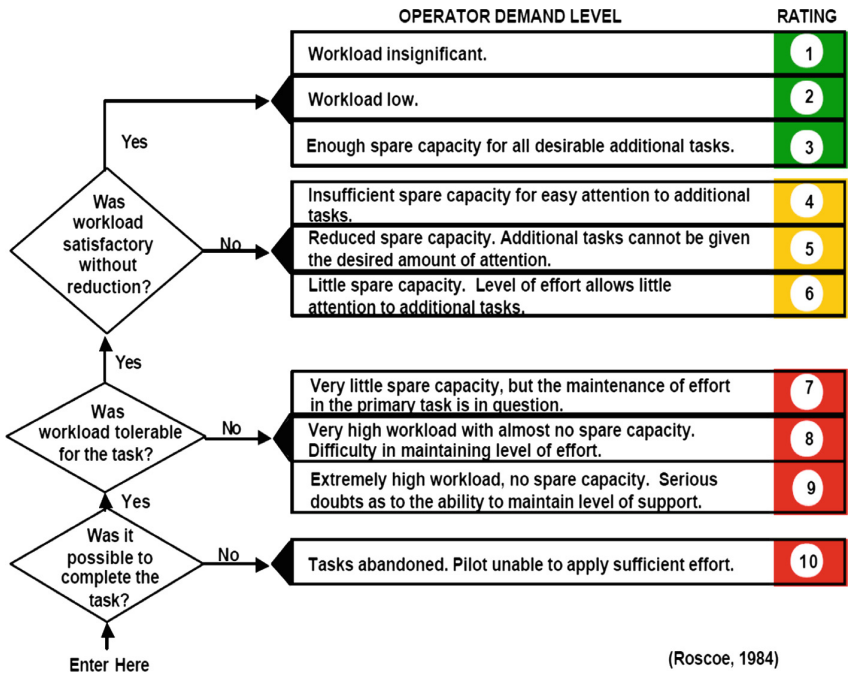 OPERATOR DEMAND LEVEL
RATING
Workload insignificant.
1
Workload low.
2
Yes
Enough spare capacity for all desirable additional tasks.
3
Was
workload
satisfactory
without
reduction?
No
Insufficient spare capacity for easy attention to additional
tasks.
4
Reduced spare capacity. Additional tasks cannot be given
the desired amount of attention.
5
Little spare capacity. Level of effort allows little
attention to additional tasks.
6
Yes
Was
workload tolerable
for the task?
No
Very little spare capacity, but the maintenance of effort
in the primary task is in question.
7
Very high workload with almost no spare capacity.
Difficulty in maintaining level of effort.
8
Extremely high workload, no spare capacity. Serious
doubts as to the ability to maintain level of support.
9
Yes
Was it
possible to
complete the
task?
No
Tasks abandoned. Pilot unable to apply sufficient effort.
10
Enter Here
(Roscoe, 1984)